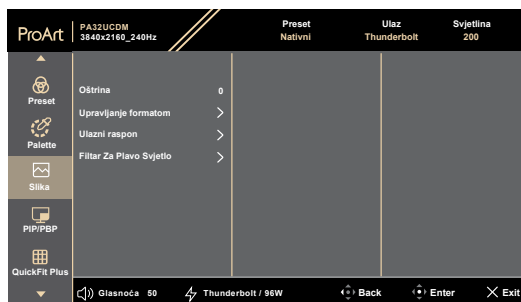 ProArt
PA32UCDM
3840x2160_240Hz
Preset
Nativni
Ulaz
Thunderbolt
Svjetlina
200
Preset
Palette
Slika
PIP/PBP
QuickFit Plus
Oštrina 0
Upravljanje formatom
Ulazni raspon
Filtar Za Plavo Svjetlo
Glasnoća 50
Thunderbolt / 96W
Back
Enter
Exit